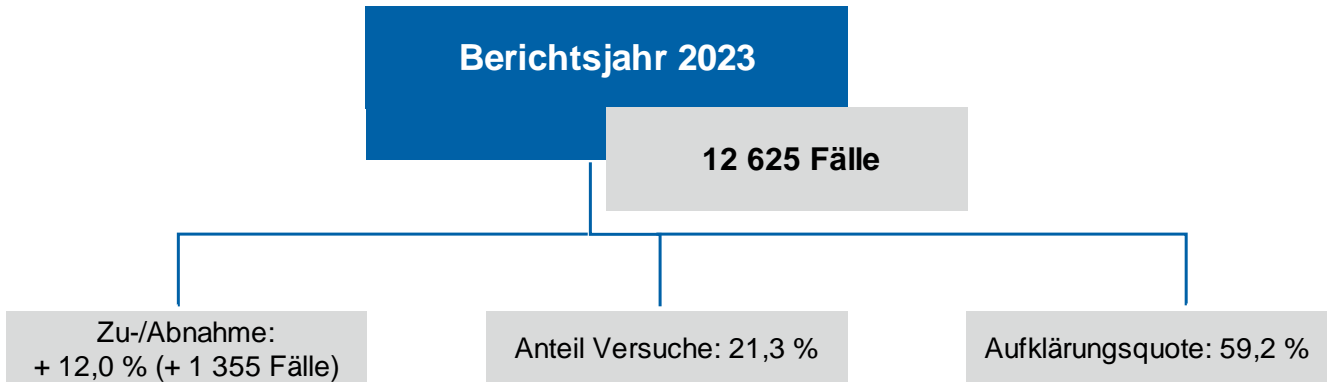 Berichtsjahr 2023
12 625 Fälle
Zu-/Abnahme:
+ 12,0 % (+ 1 355 Fälle)
Anteil Versuche: 21,3 %
Aufklärungsquote: 59,2 %